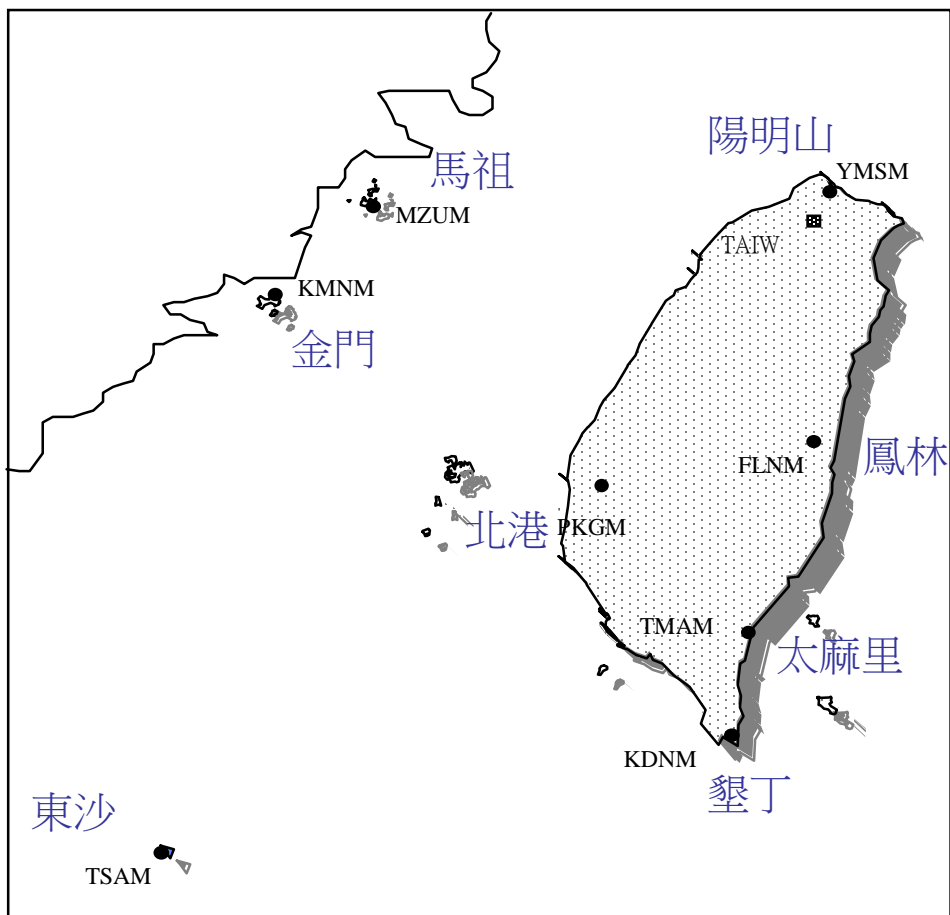 陽明山
馬祖
YMSM
MZUM
TAIW
KMNM
金門
鳳林
FLNM
北港
PKGM
TMAM
太麻里
KDNM
墾丁
東沙
TSAM